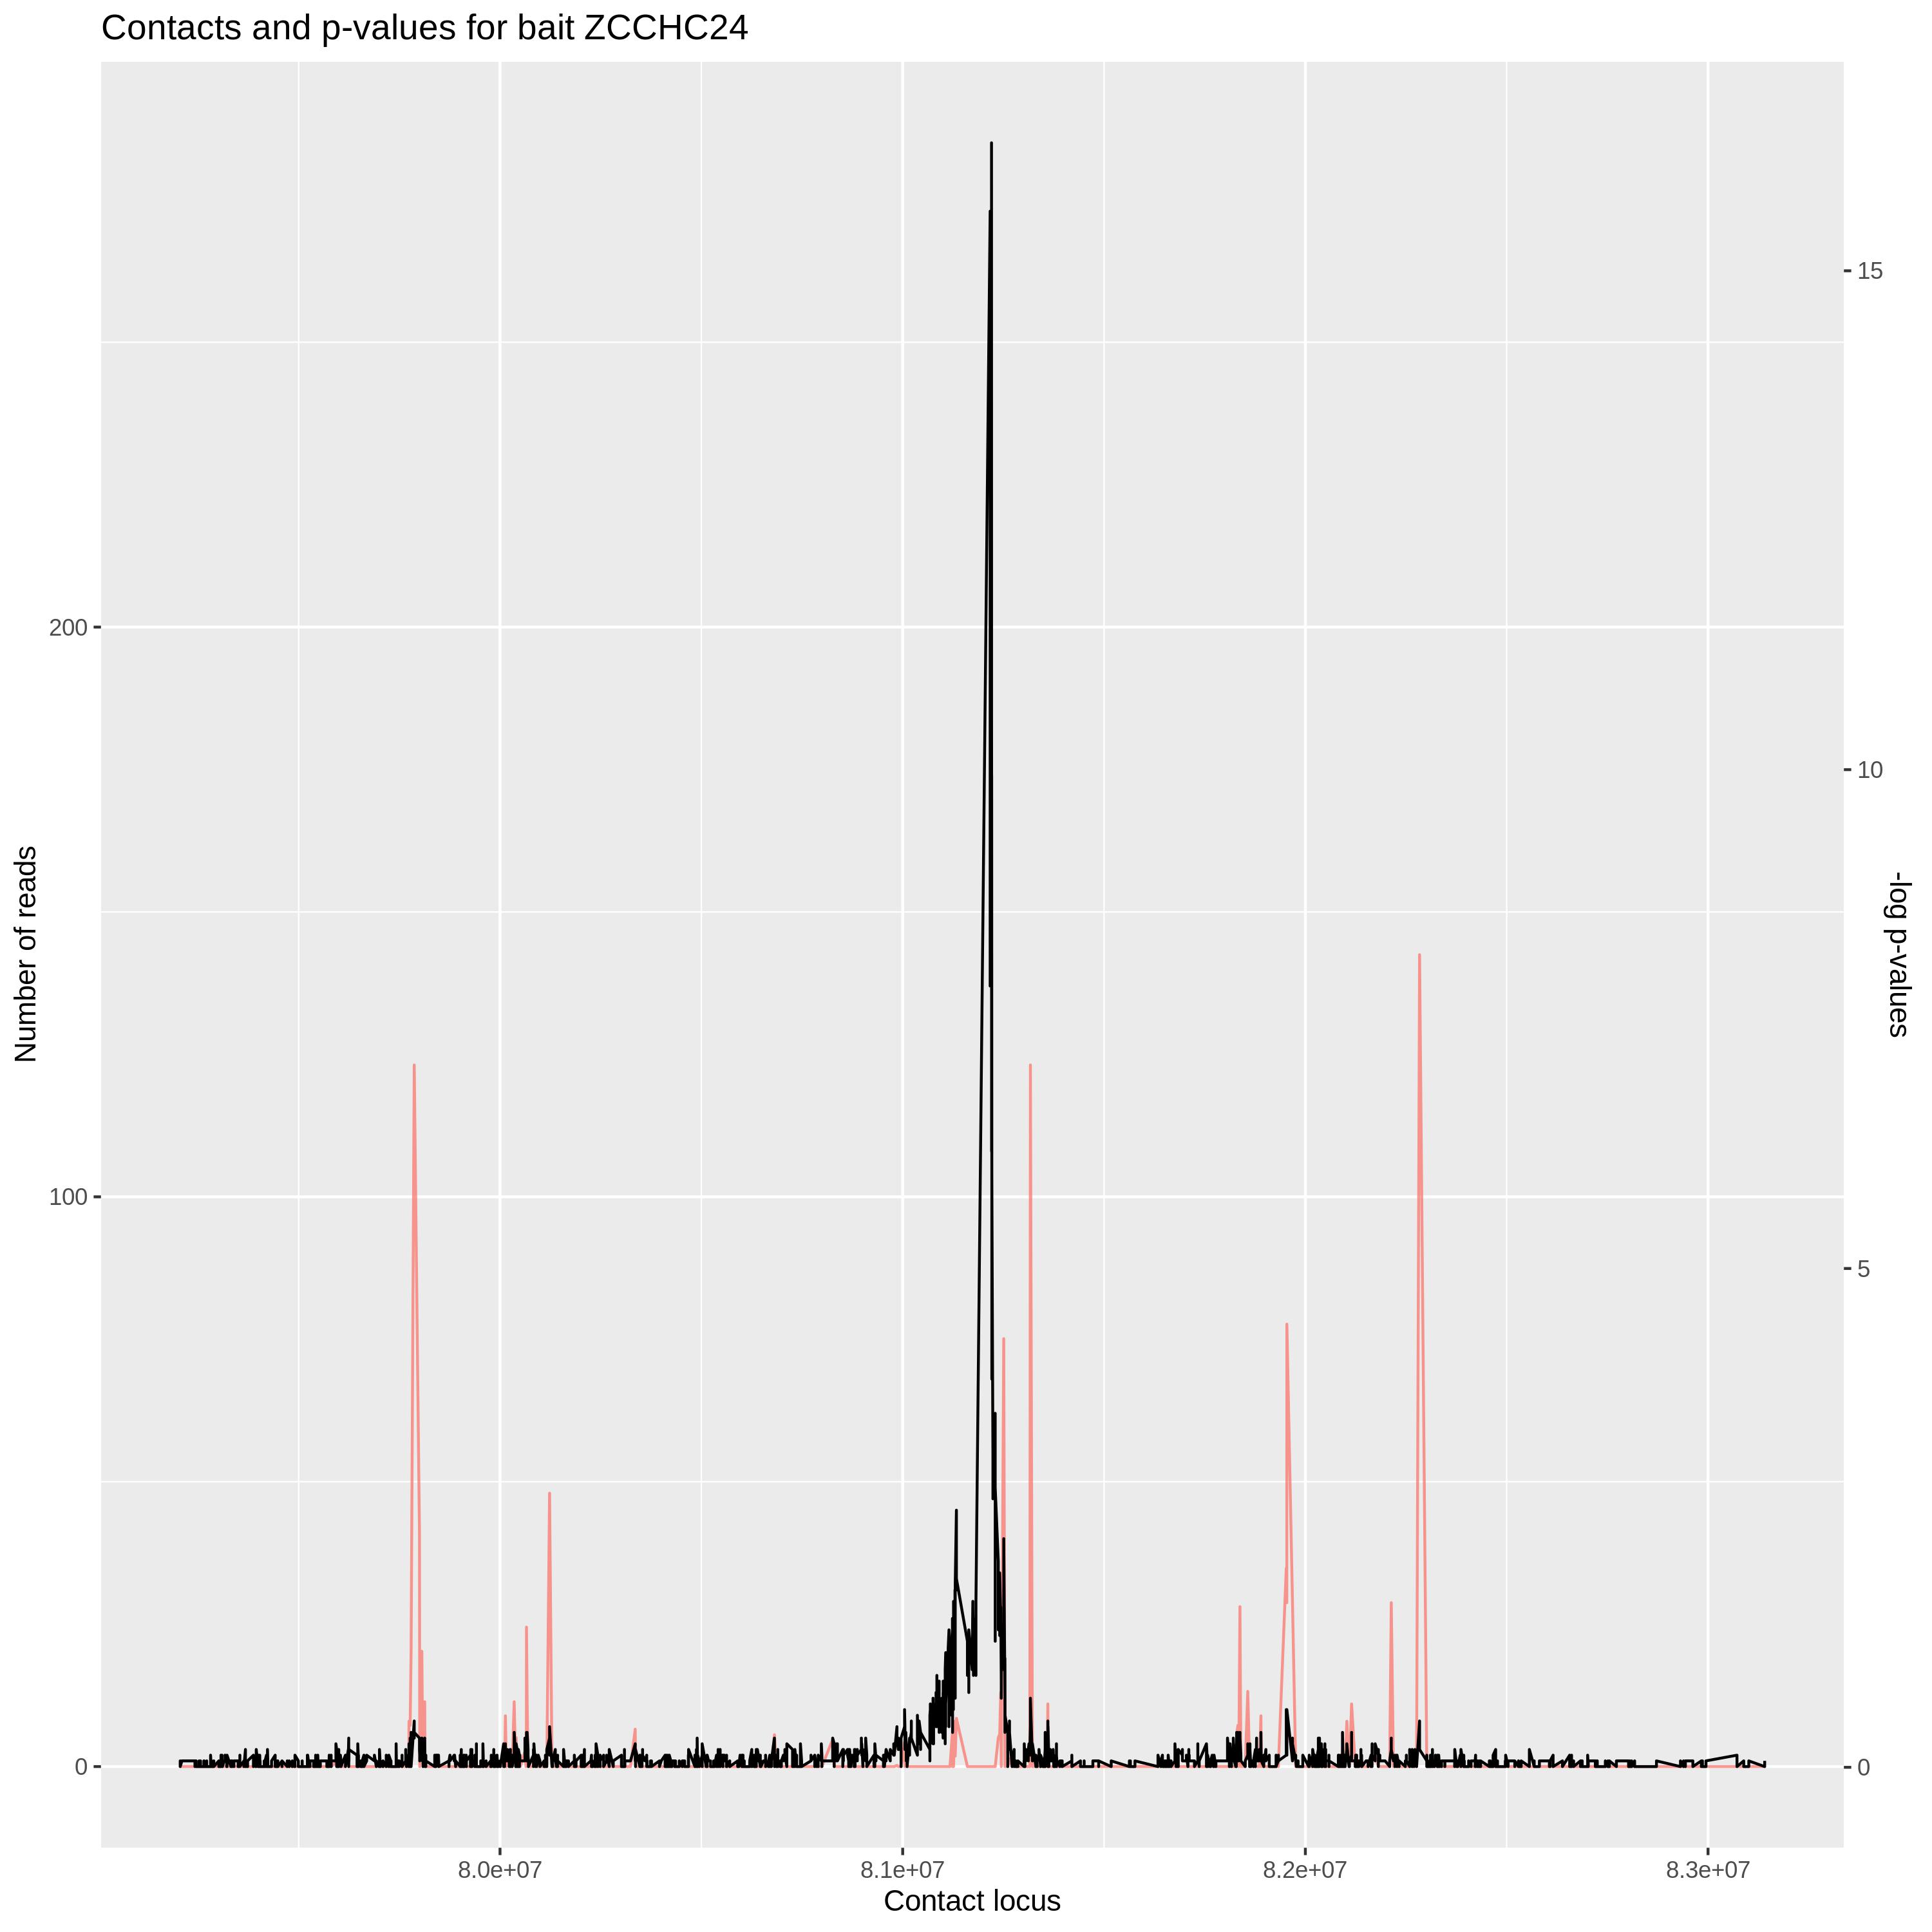 Contacts and p-values for bait ZCCHC24
Number of reads
200
100
0
15
10
5
0
-log p-values
8.0e+07
8.1e+07
8.2e+07
8.3e+07
Contact locus